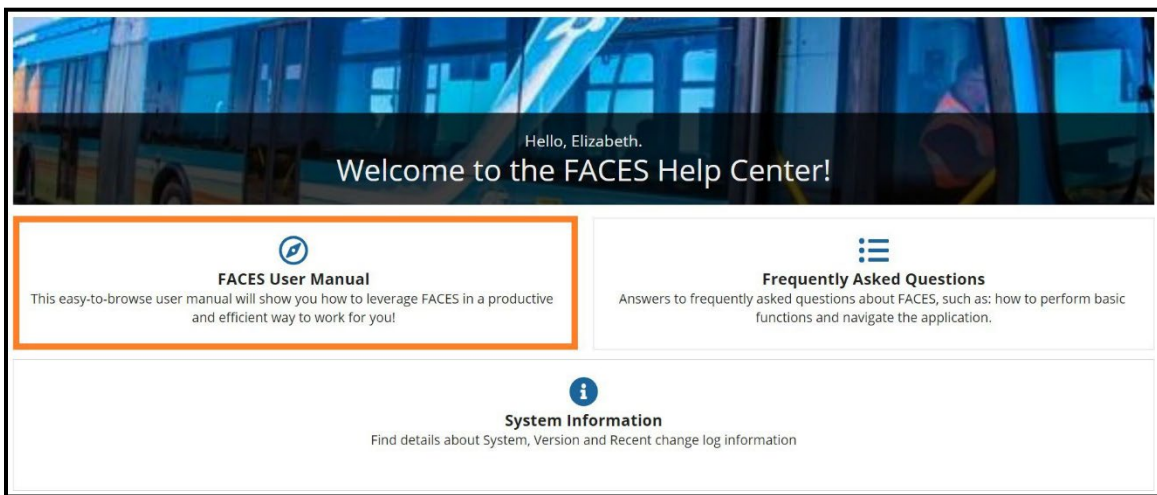 Hello, Elizabeth.
Welcome to the FACES Help Center!
FACES User Manual
This easy-to-browse user manual will show you how to leverage FACES in a productive
and efficient way to work for you!
Frequently Asked Questions
Answers to frequently asked questions about FACES, such as: how to perform basic
functions and navigate the application.
System Information
Find details about System, Version and Recent change log information